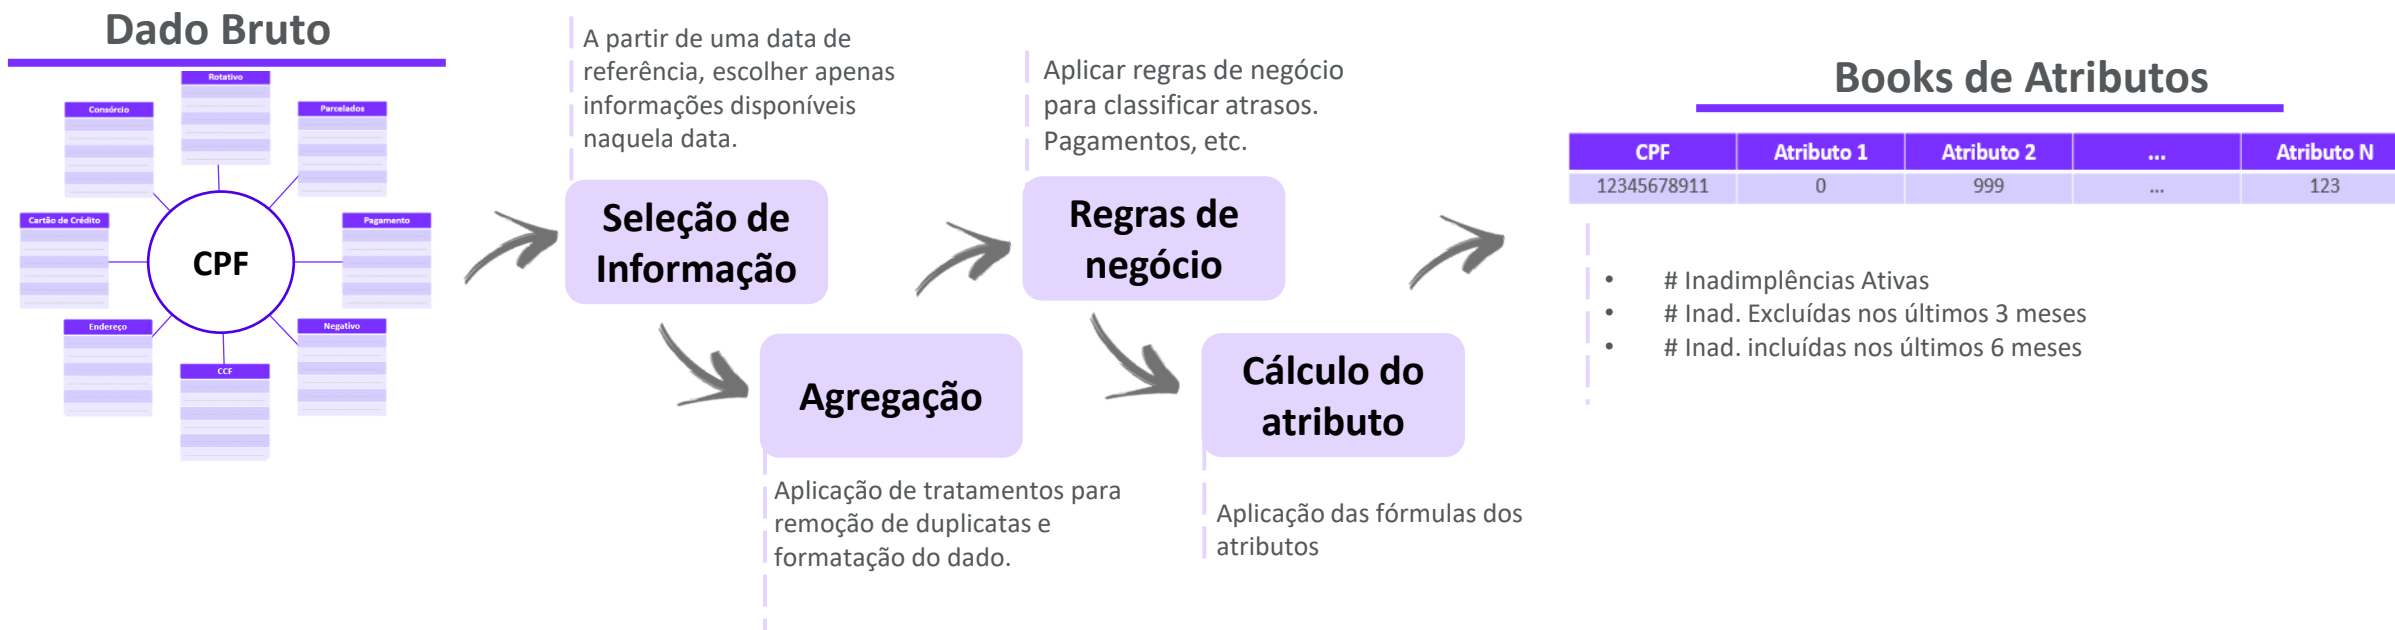 Dado Bruto
Rotativo
Consórcio
Parcelados
Cartão de Crédito
Pagamento
CPF
Endereço
Negativo
CCF
A partir de uma data de
referência, escolher apenas
informações disponíveis
naquela data.
Seleção de
Informação
Agregação
Aplicação de tratamentos para
remoção de duplicatas e
formatação do dado.
Aplicar regras de negócio
para classificar atrasos.
Pagamentos, etc.
Regras de
negócio
Cálculo do
atributo
Aplicação das fórmulas dos
atributos
Books de Atributos
CPF Atributo 1 Atributo 2 ... Atributo N
12345678911 0 999 ... 123
• # Inadimplências Ativas
• # Inad. Excluídas nos últimos 3 meses
• # Inad. incluídas nos últimos 6 meses